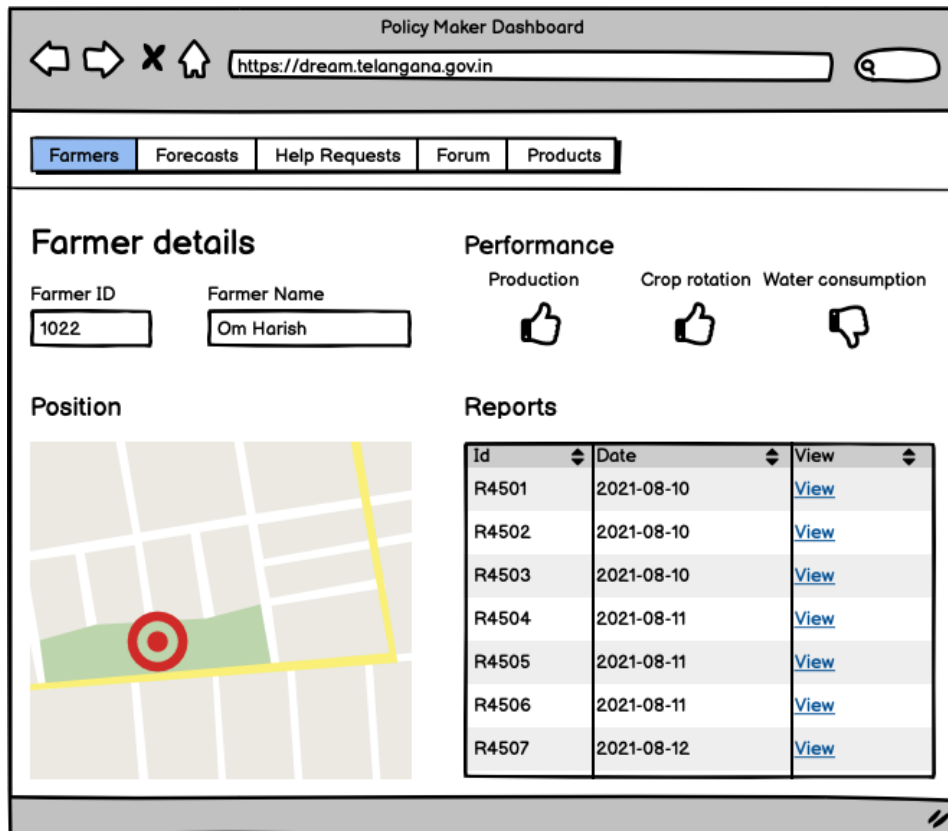 Policy Maker Dashboard
https://dream.telangana.gov.in
Farmers Forecasts Help Requests Forum Products
Farmer details
Farmer ID Farmer Name
1022 Om Harish
Performance
Production Crop rotation Water consumption
Position
Reports
Id Date View
R4501 2021-08-10 View
R4502 2021-08-10 View
R4503 2021-08-10 View
R4504 2021-08-11 View
R4505 2021-08-11 View
R4506 2021-08-11 View
R4507 2021-08-12 View